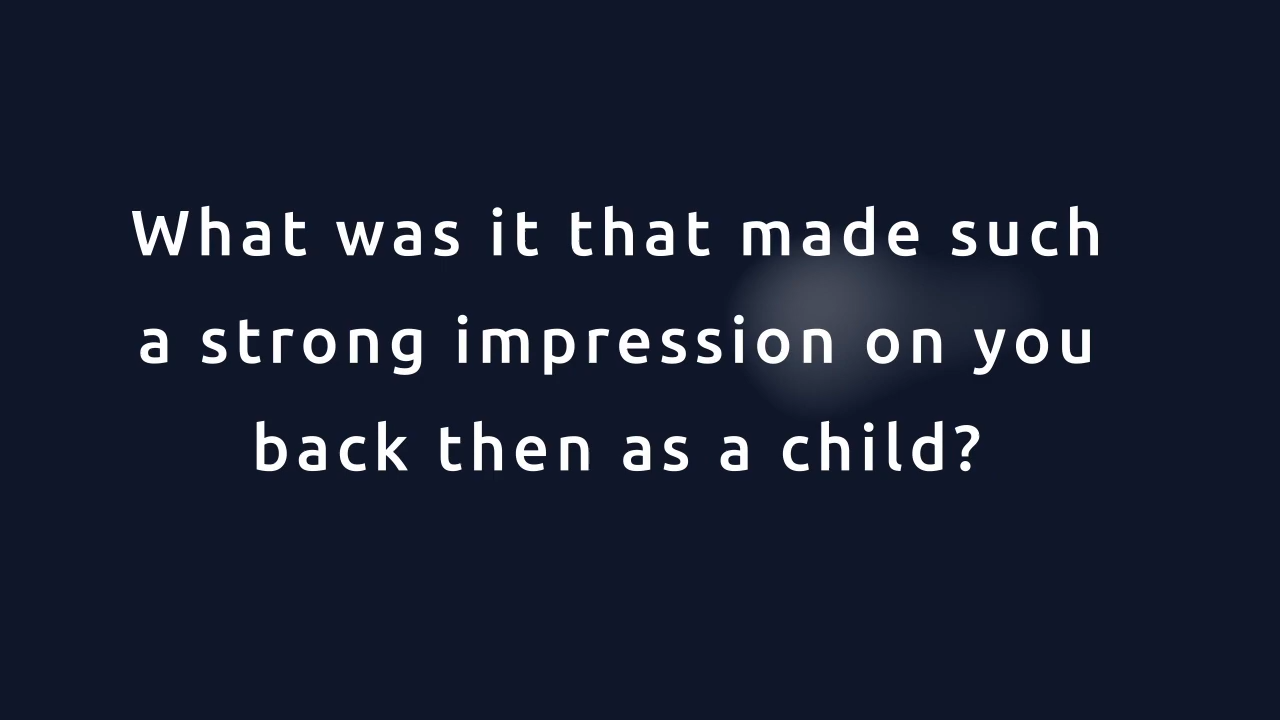 What was it that made such
a strong impression on you
back then as a child?